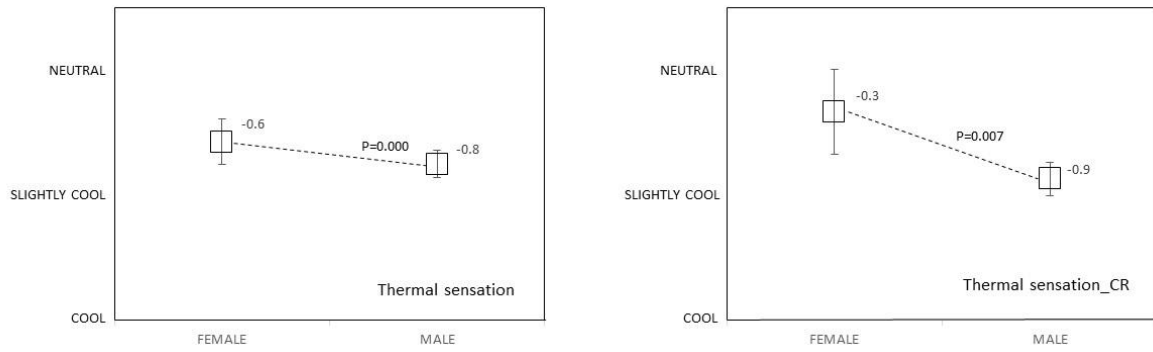 NEUTRAL
-0.6
P=0.000
-0.8
SLIGHTLY COOL
Thermal sensation
COOL
FEMALE
MALE
NEUTRAL
-0.3
P=0.007
-0.9
SLIGHTLY COOL
Thermal sensation_CR
COOL
FEMALE
MALE